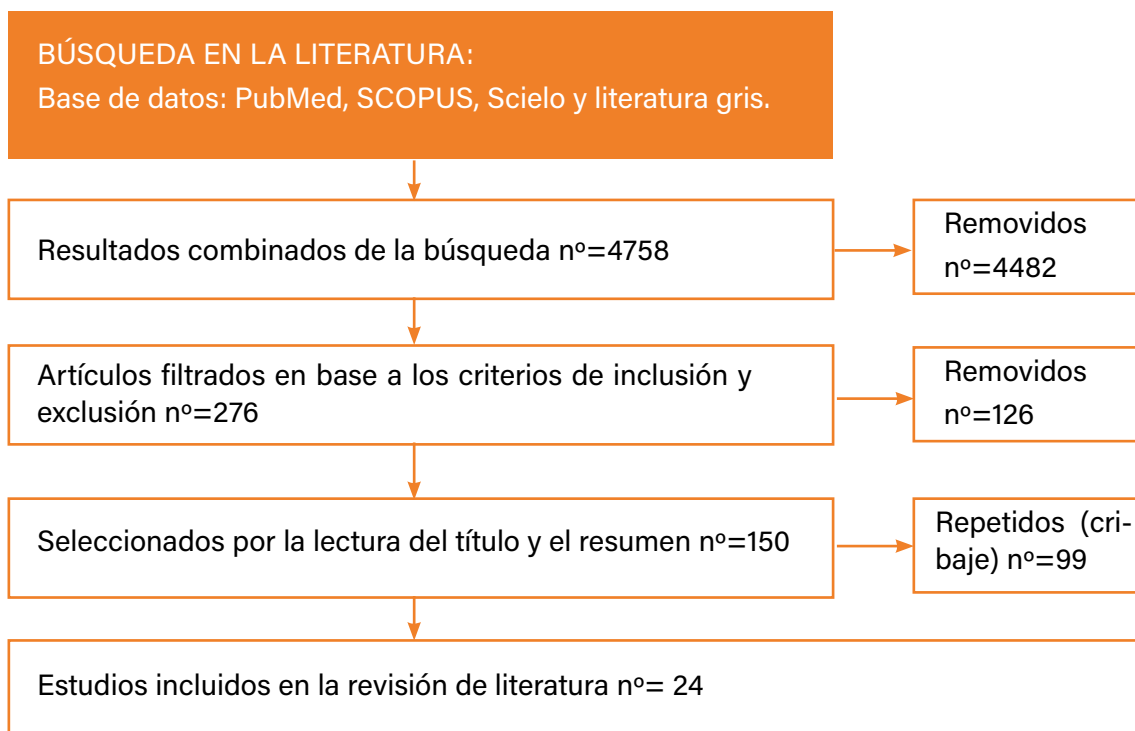 BÚSQUEDA EN LA LITERATURA:
Base de datos: PubMed, SCOPUS, Scielo y literatura gris.
Resultados combinados de la búsqueda nº=4758
Removidos
nº=4482
Artículos filtrados en base a los criterios de inclusión y
exclusión nº=276
Removidos
nº=126
Seleccionados por la lectura del título y el resumen nº=150
Repetidos (cri-
baje) nº=99
Estudios incluidos en la revisión de literatura nº= 24